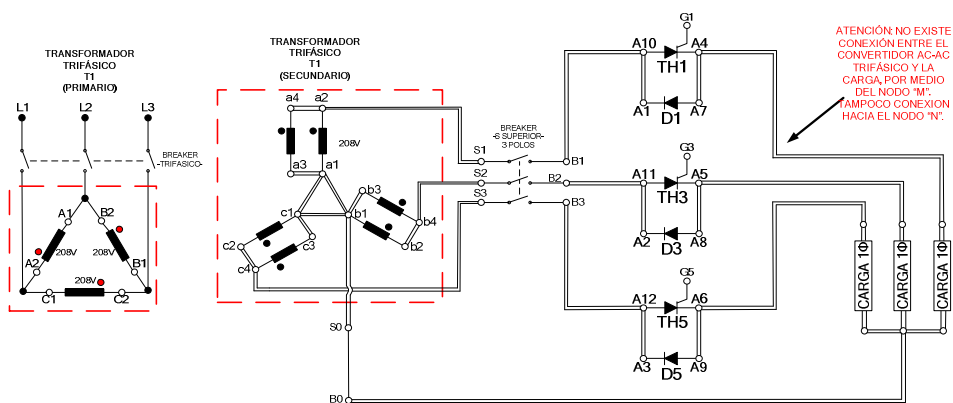 TRANSFORMADOR
TRIFÁSICO
T1
(PRIMARIO)
L1
L2
L3
BREAKER
-TRIFASICO-
A1
B2
208V
208V
A2
B1
208V
C1
C2
TRANSFORMADOR
TRIFÁSICO
T1
(SECUNDARIO)
a4
a2
208V
a3
a1
b3
c1
b1
b4
c2
c3
b2
c4
S0
B0
S1
S2
S3
BREAKER
-S SUPERIOR-
3 POLOS
B1
B2
B3
G1
A10
A4
TH1
A1
A7
D1
G3
A11
A5
TH3
A2
A8
D3
G5
A12
A6
TH5
A3
A9
D5
ATENCIÓN: NO EXISTE
CONEXIÓN ENTRE EL
CONVERTIDOR AC-AC
TRIFÁSICO Y LA
CARGA, POR MEDIO
DEL NODO "M".
TAMPOCO CONEXION
HACIA EL NODO "N".
CARGA 1Φ
CARGA 1Φ
CARGA 1Φ